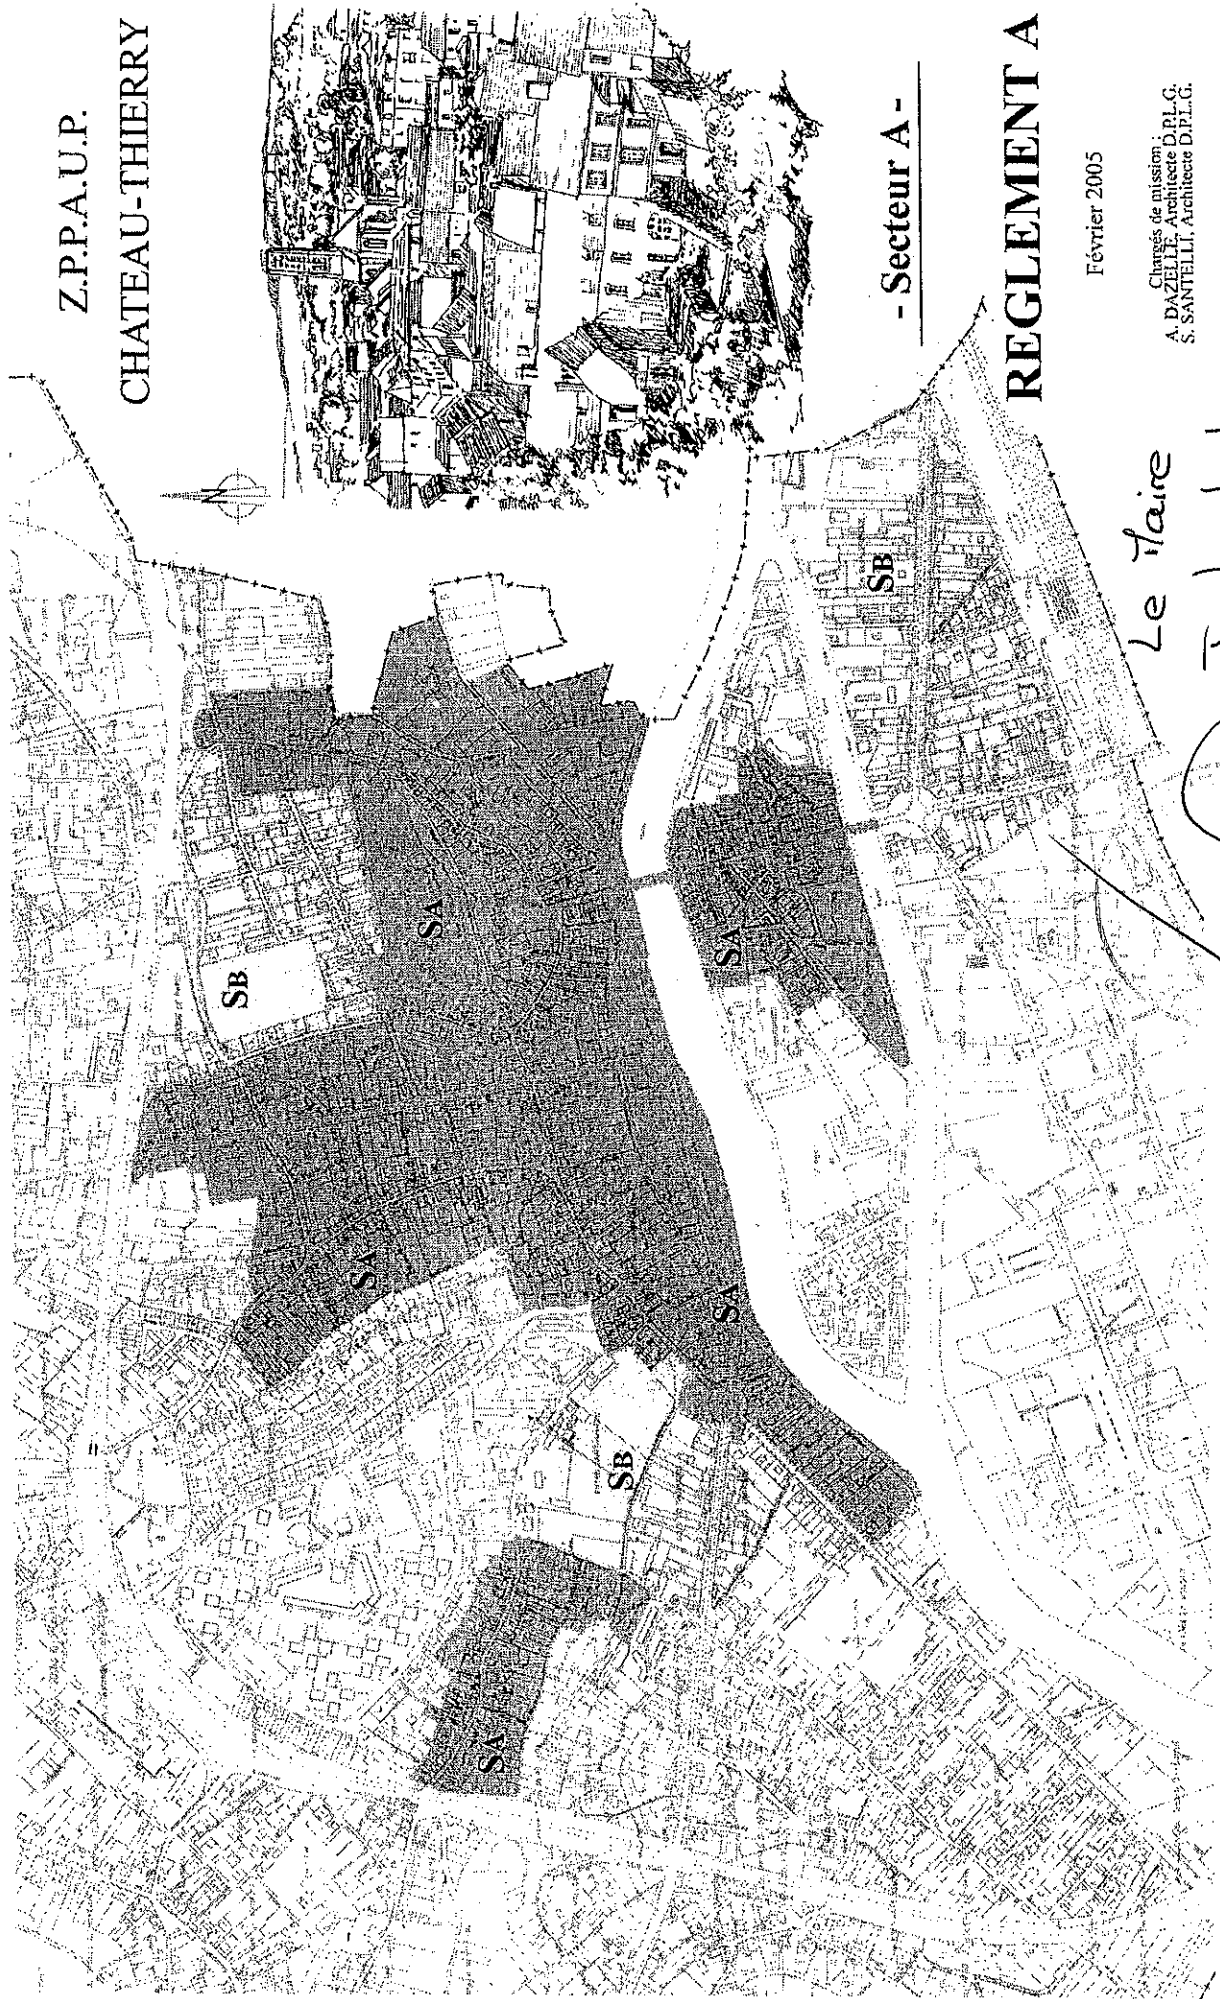 Z.P.P.A.U.P.
CHATEAU-THIERRY
N
- Secteur A -
REGLEMENT A
Février 2005
Chargés de mission :
A. DAZELLE, Architecte D.P.L.G.
S. SANTELLI, Architecte D.P.L.G.
Le Maire
SB
SA
SA
SB
SA
SA
SB
SA